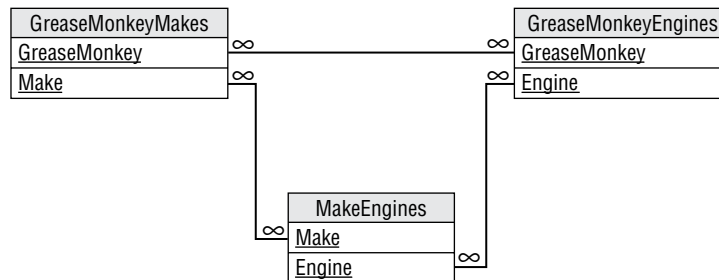 GreaseMonkeyMakes
GreaseMonkey
Make
∞
∞
∞
∞
GreaseMonkeyEngines
GreaseMonkey
Engine
MakeEngines
Make
Engine
∞
∞